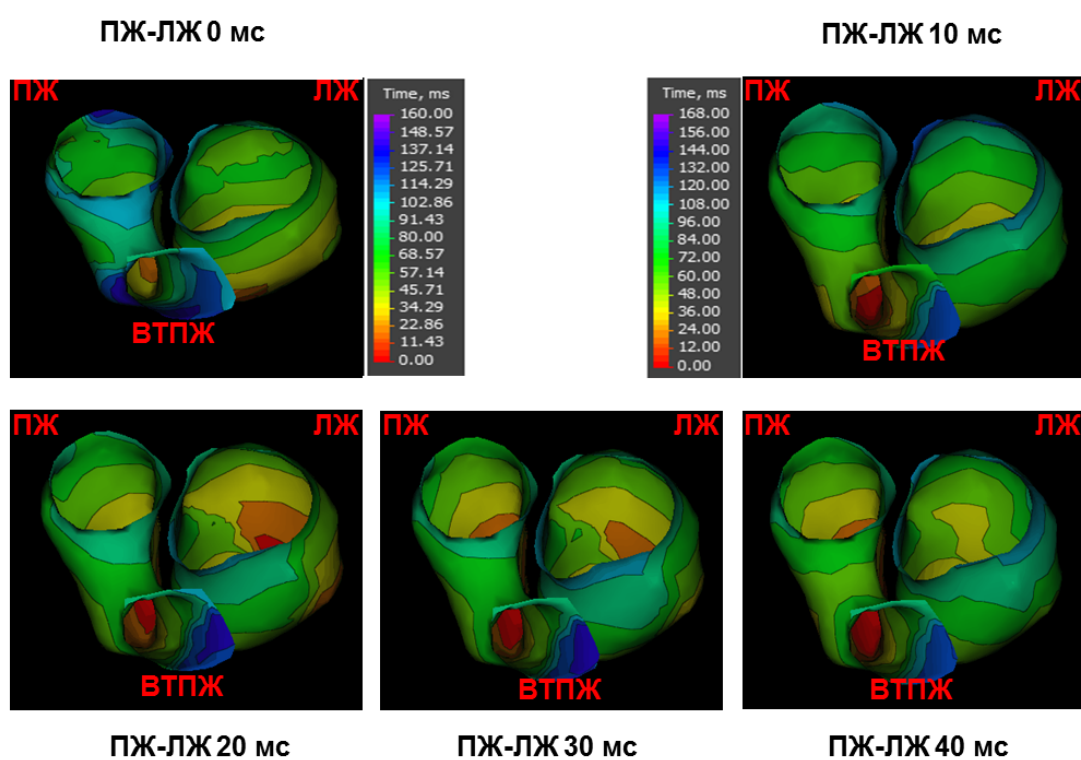 ПЖ-ЛЖ 0 мс
ПЖ-ЛЖ 10 мс
ПЖ
ЛЖ
ВТПЖ
Time, ms
160.00
148.57
137.14
125.71
114.29
102.86
91.43
80.00
68.57
57.14
45.71
34.29
22.86
11.43
0.00
Time, ms
168.00
156.00
144.00
132.00
120.00
108.00
96.00
84.00
72.00
60.00
48.00
36.00
24.00
12.00
0.00
ПЖ
ЛЖ
ВТПЖ
ПЖ
ЛЖ
ВТПЖ
ПЖ
ЛЖ
ВТПЖ
ПЖ
ЛЖ
ВТПЖ
ПЖ-ЛЖ 20 мс
ПЖ-ЛЖ 30 мс
ПЖ-ЛЖ 40 мс